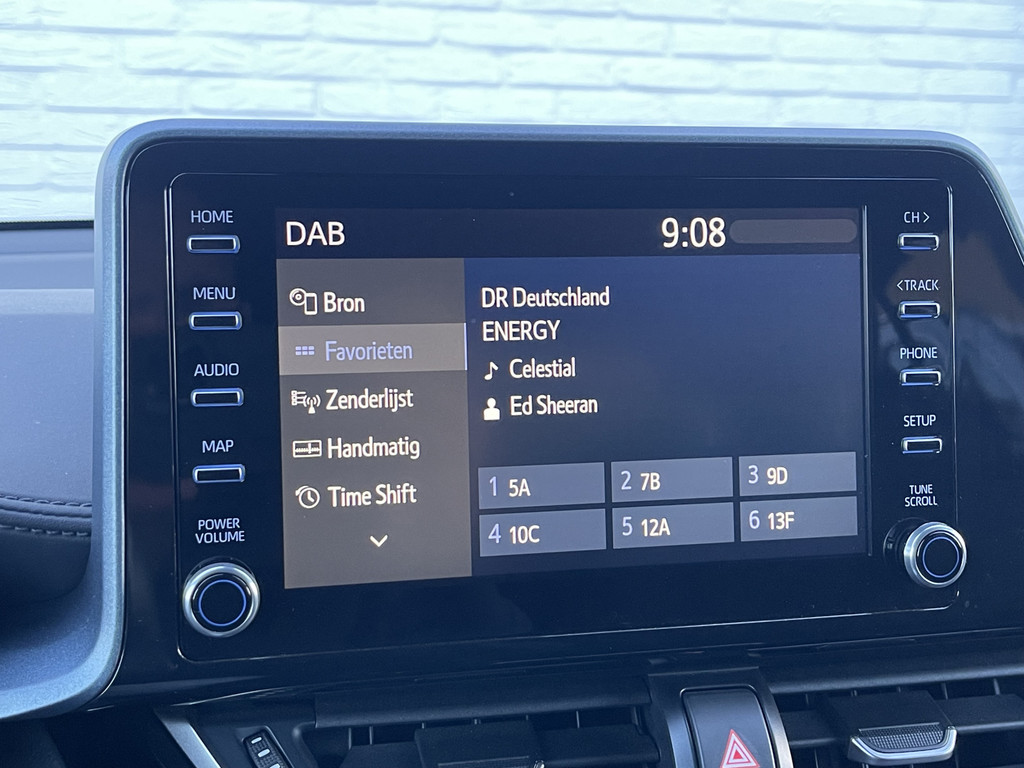 HOME
MENU
AUDIO
MAP
POWER
VOLUME
DAB
9:08
Bron
Favorieten
Zenderlijst
Handmatig
Time Shift
DR Deutschland
ENERGY
Celestial
Ed Sheeran
1 5A
2 7B
3 9D
4 10C
5 12A
6 13F
CH >
< TRACK
PHONE
SETUP
TUNE
SCROLL